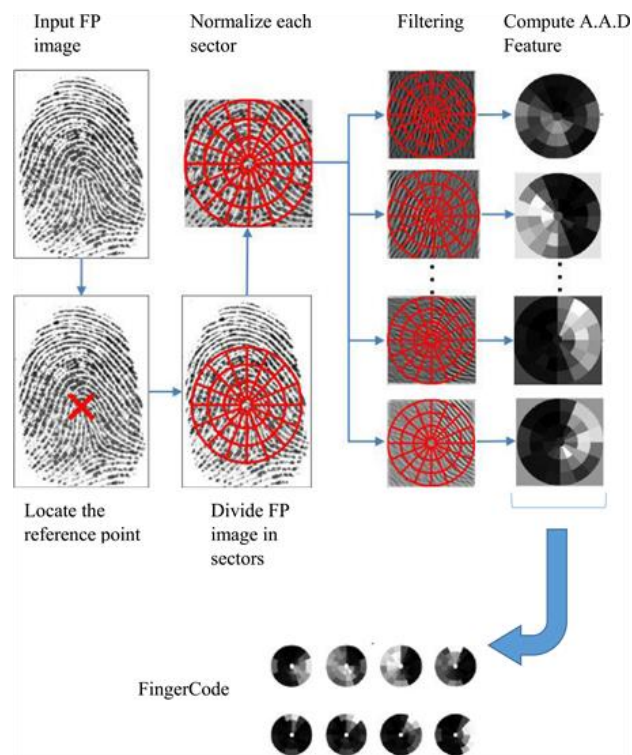 Input FP
image
Normalize each
sector
Filtering
Compute A.A.D
Feature
Locate the
reference point
Divide FP
image in
sectors
FingerCode